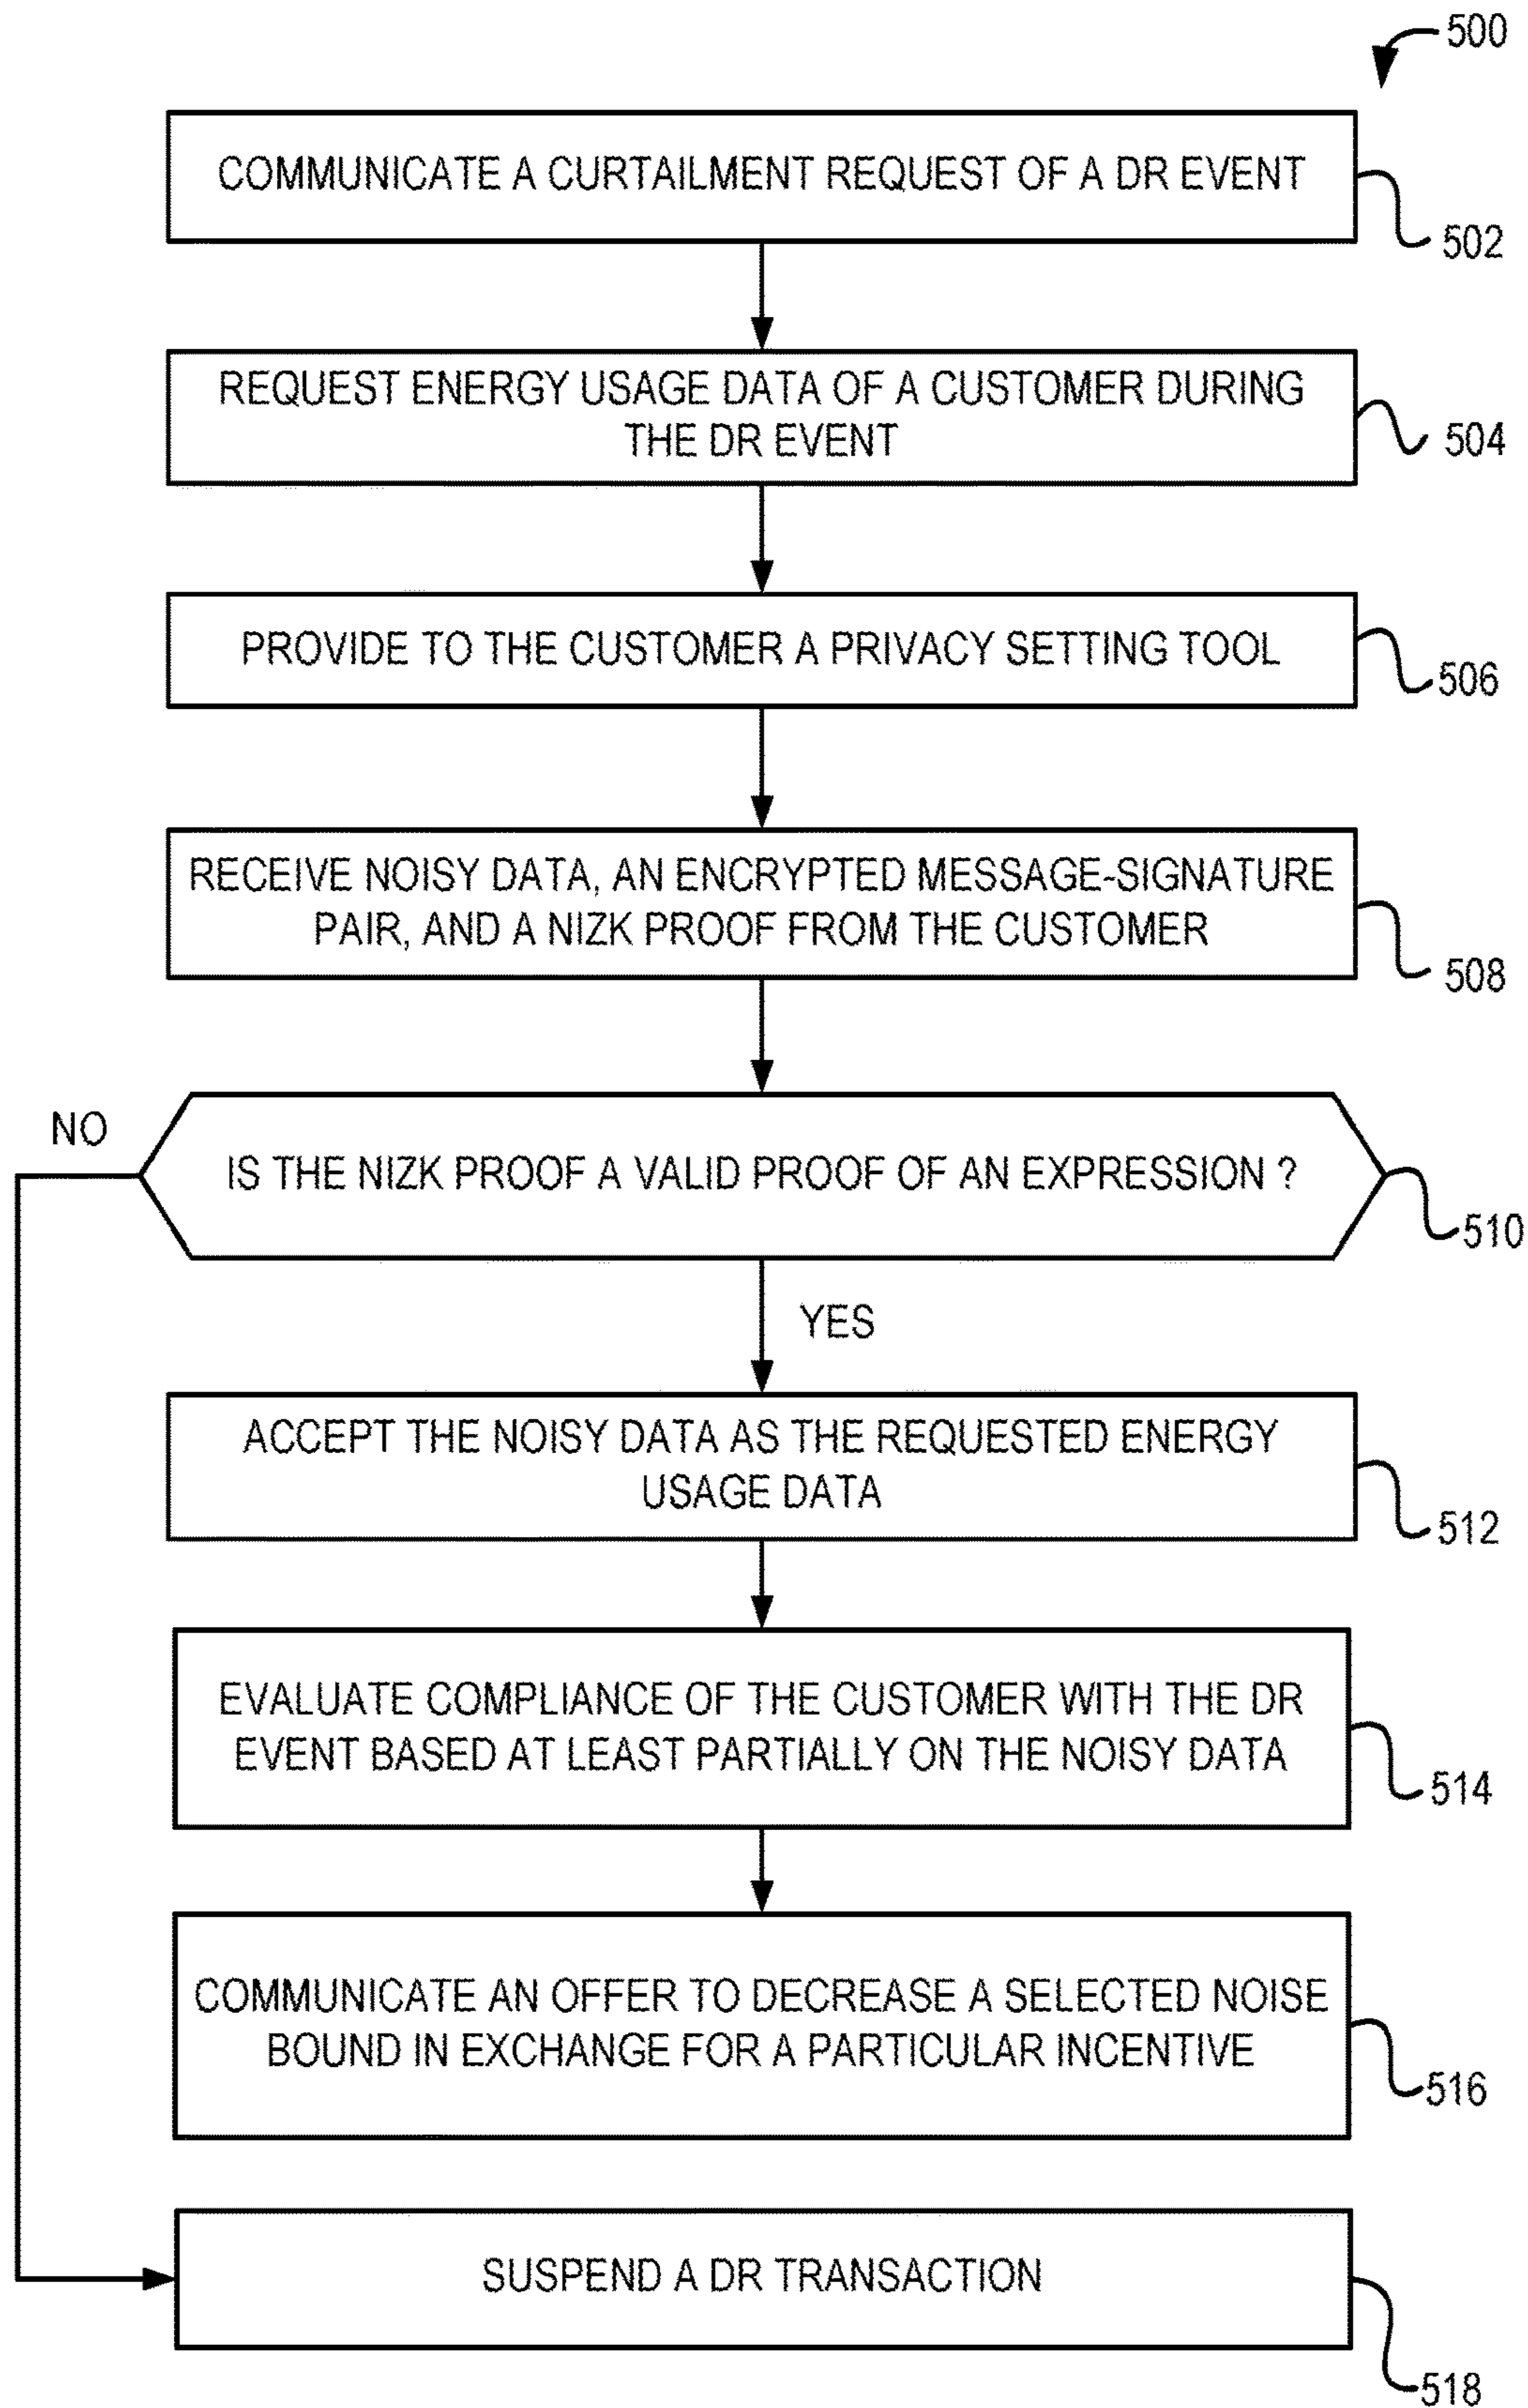 500
COMMUNICATE A CURTAILMENT REQUEST OF A DR EVENT
502
REQUEST ENERGY USAGE DATA OF A CUSTOMER DURING
THE DR EVENT
504
PROVIDE TO THE CUSTOMER A PRIVACY SETTING TOOL
506
RECEIVE NOISY DATA, AN ENCRYPTED MESSAGE-SIGNATURE
PAIR, AND A NIZK PROOF FROM THE CUSTOMER
508
NO
IS THE NIZK PROOF A VALID PROOF OF AN EXPRESSION ?
510
YES
ACCEPT THE NOISY DATA AS THE REQUESTED ENERGY
USAGE DATA
512
EVALUATE COMPLIANCE OF THE CUSTOMER WITH THE DR
EVENT BASED AT LEAST PARTIALLY ON THE NOISY DATA
514
COMMUNICATE AN OFFER TO DECREASE A SELECTED NOISE
BOUND IN EXCHANGE FOR A PARTICULAR INCENTIVE
516
SUSPEND A DR TRANSACTION
518